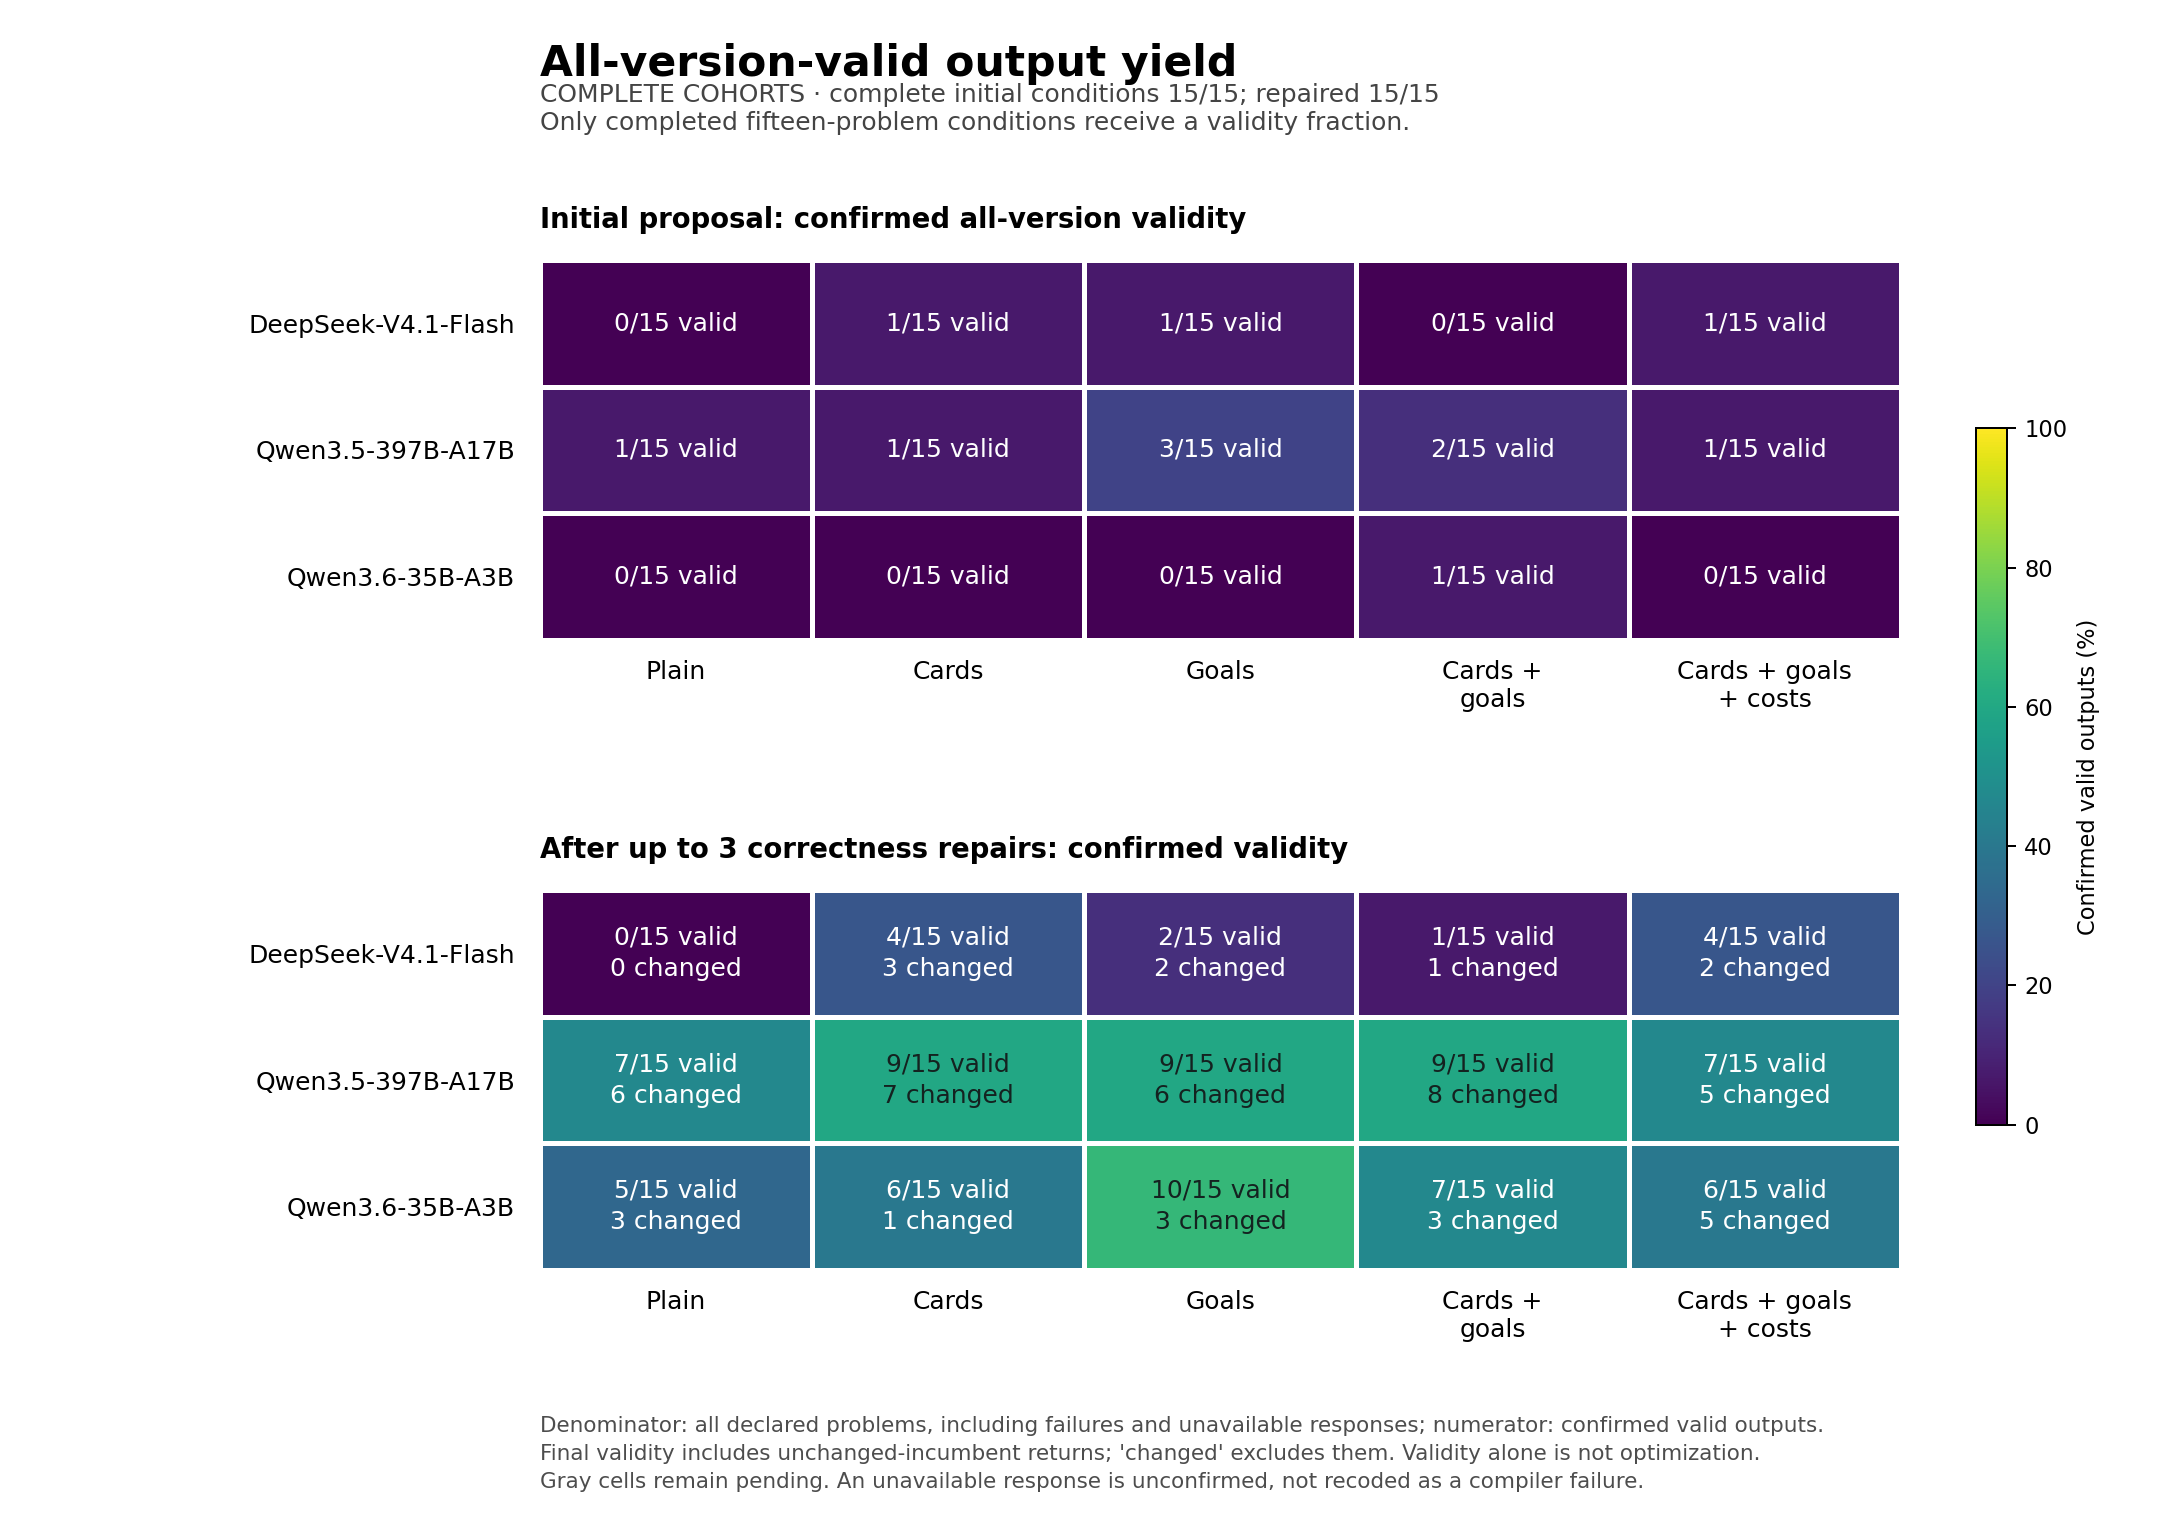 All-version-valid output yield
COMPLETE COHORTS · complete initial conditions 15/15; repaired 15/15
Only completed fifteen-problem conditions receive a validity fraction.
Initial proposal: confirmed all-version validity
DeepSeek-V4.1-Flash
0/15 valid
1/15 valid
1/15 valid
0/15 valid
1/15 valid
Qwen3.5-397B-A17B
1/15 valid
1/15 valid
3/15 valid
2/15 valid
1/15 valid
Qwen3.6-35B-A3B
0/15 valid
0/15 valid
0/15 valid
1/15 valid
0/15 valid
Plain
Cards
Goals
Cards +
goals
Cards + goals
+ costs
After up to 3 correctness repairs: confirmed validity
DeepSeek-V4.1-Flash
0/15 valid
0 changed
4/15 valid
3 changed
2/15 valid
2 changed
1/15 valid
1 changed
4/15 valid
2 changed
Qwen3.5-397B-A17B
7/15 valid
6 changed
9/15 valid
7 changed
9/15 valid
6 changed
9/15 valid
8 changed
7/15 valid
5 changed
Qwen3.6-35B-A3B
5/15 valid
3 changed
6/15 valid
1 changed
10/15 valid
3 changed
7/15 valid
3 changed
6/15 valid
5 changed
Plain
Cards
Goals
Cards +
goals
Cards + goals
+ costs
100
80
60
40
20
0
Confirmed valid outputs (%)
Denominator: all declared problems, including failures and unavailable responses; numerator: confirmed valid outputs.
Final validity includes unchanged-incumbent returns; 'changed' excludes them. Validity alone is not optimization.
Gray cells remain pending. An unavailable response is unconfirmed, not recoded as a compiler failure.